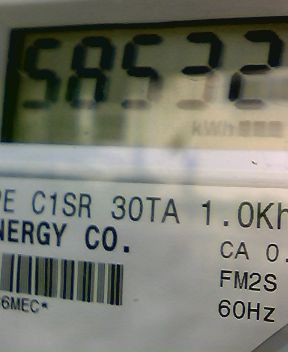 58532
kWh
PE C1SR 30TA 1.0Kh
NERGY CO.
CA 0.
FM2S
6MEC*
60Hz